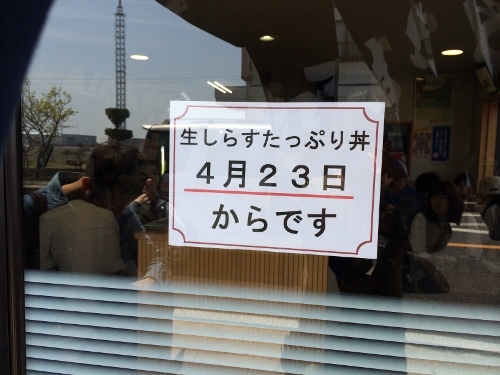 生しらすたっぷり丼
４月２３日
からです